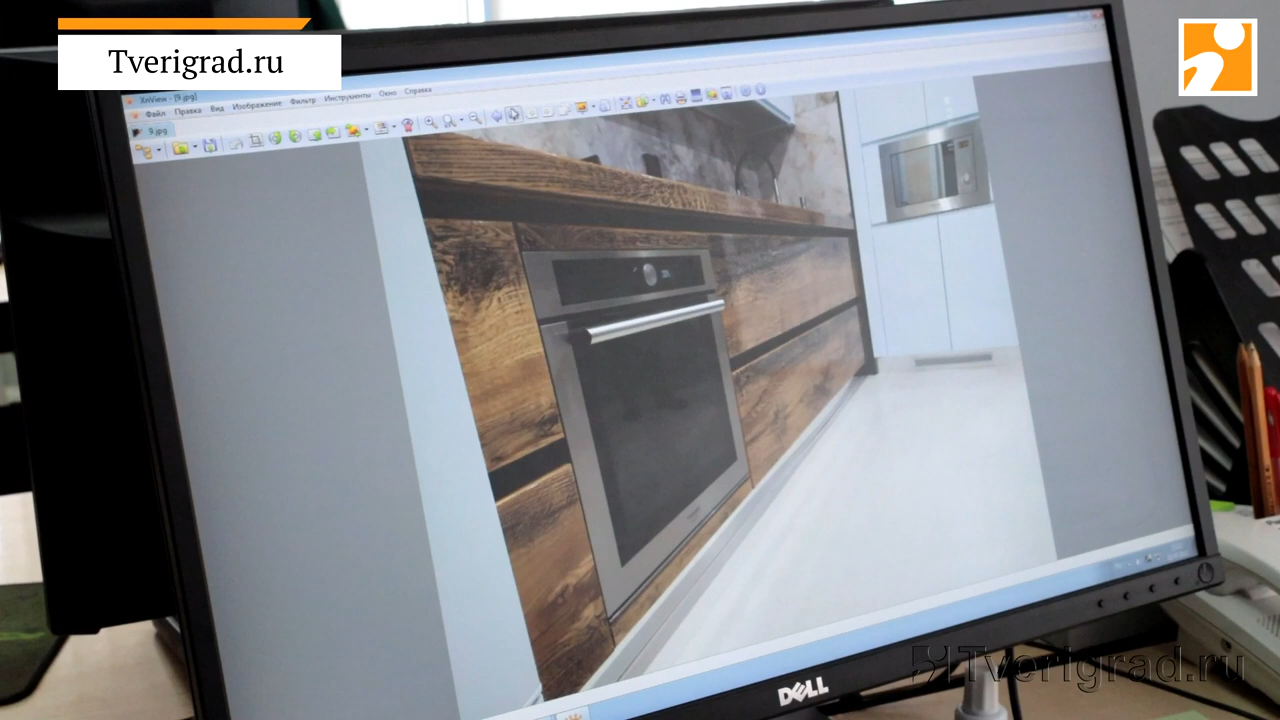 Tverigrad.ru
XnView - [9.jpg]
Файл Правка Вид Изображение Фильтр Инструменты Окно Справка
9.jpg
DELL
Tverigrad.ru